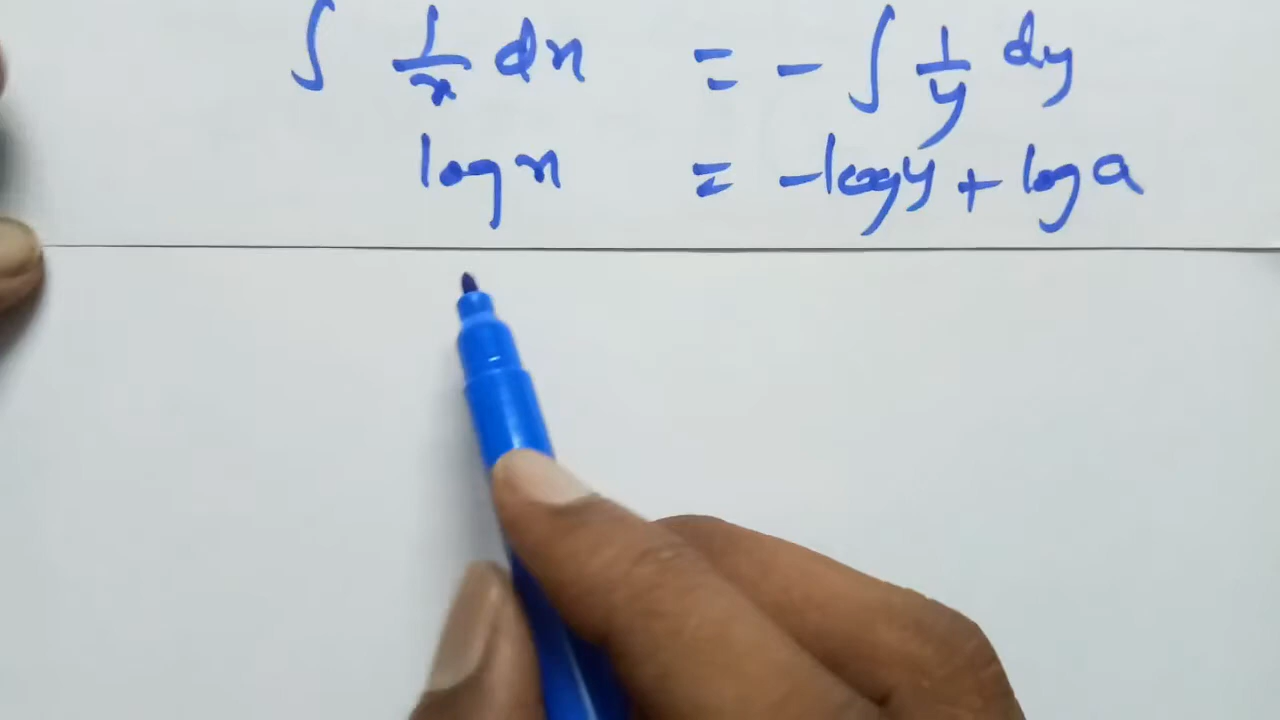 ∫ 1/x dx = - ∫ 1/y dy
log x = -log y + log a